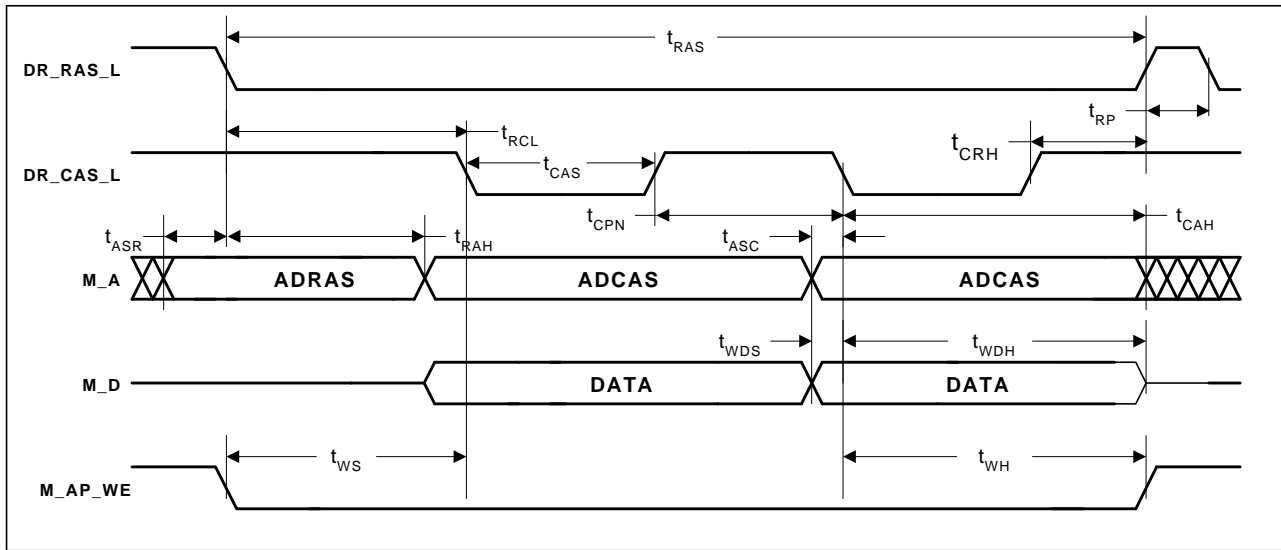 t_RAS
DR_RAS_L
t_RP
t_RCL
t_CRH
t_CAS
DR_CAS_L
t_CPN
t_CAH
t_ASR
t_RAH
t_ASC
M_A
ADRAS
ADCAS
ADCAS
t_WDS
t_WDH
M_D
DATA
DATA
t_WS
t_WH
M_AP_WE